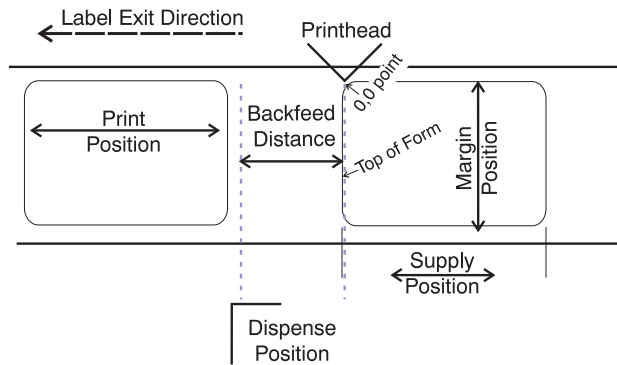 Label Exit Direction
Printhead
0,0 point
Print
Position
Backfeed
Distance
Top of Form
Margin
Position
Supply
Position
Dispense
Position